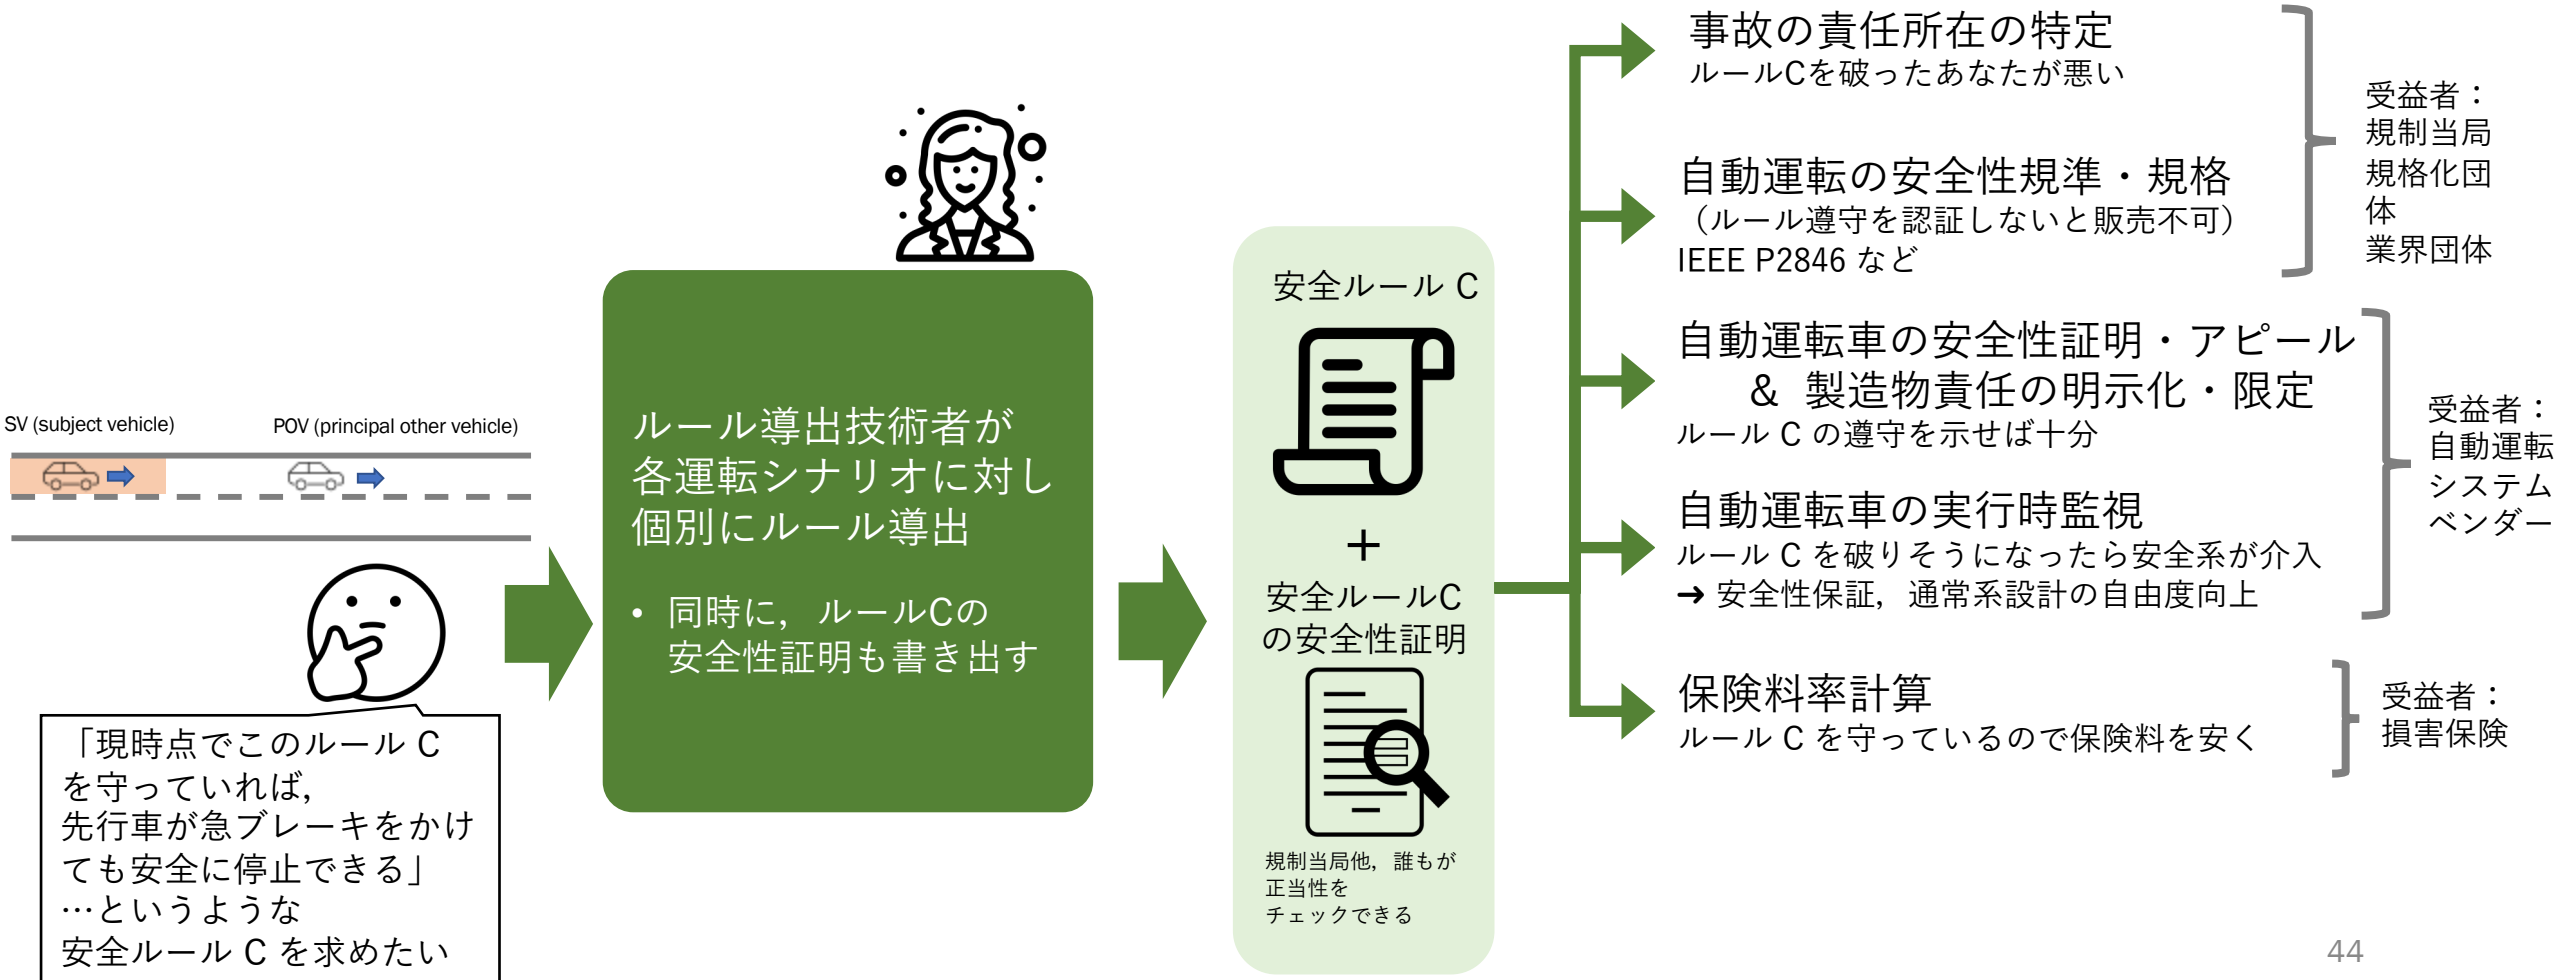 SV (subject vehicle)
POV (principal other vehicle)
「現時点でこのルール C
を守っていれば,
先行車が急ブレーキをかけ
ても安全に停止できる」
…というような
安全ルール C を求めたい
ルール導出技術者が
各運転シナリオに対し
個別にルール導出
• 同時に，ルールCの
安全性証明も書き出す
安全ルール C
+
安全ルールC
の安全性証明
規制当局他，誰もが
正当性を
チェックできる
事故の責任所在の特定
ルールCを破ったあなたが悪い
自動運転の安全性規準・規格
（ルール遵守を認証しないと販売不可）
IEEE P2846 など
受益者：
規制当局
規格化団
体
業界団体
自動運転車の安全性証明・アピール
& 製造物責任の明示化・限定
ルール C の遵守を示せば十分
自動運転車の実行時監視
ルール C を破りそうになったら安全系が介入
➜ 安全性保証，通常系設計の自由度向上
受益者：
自動運転
システム
ベンダー
保険料率計算
ルール C を守っているので保険料を安く
受益者：
損害保険
44